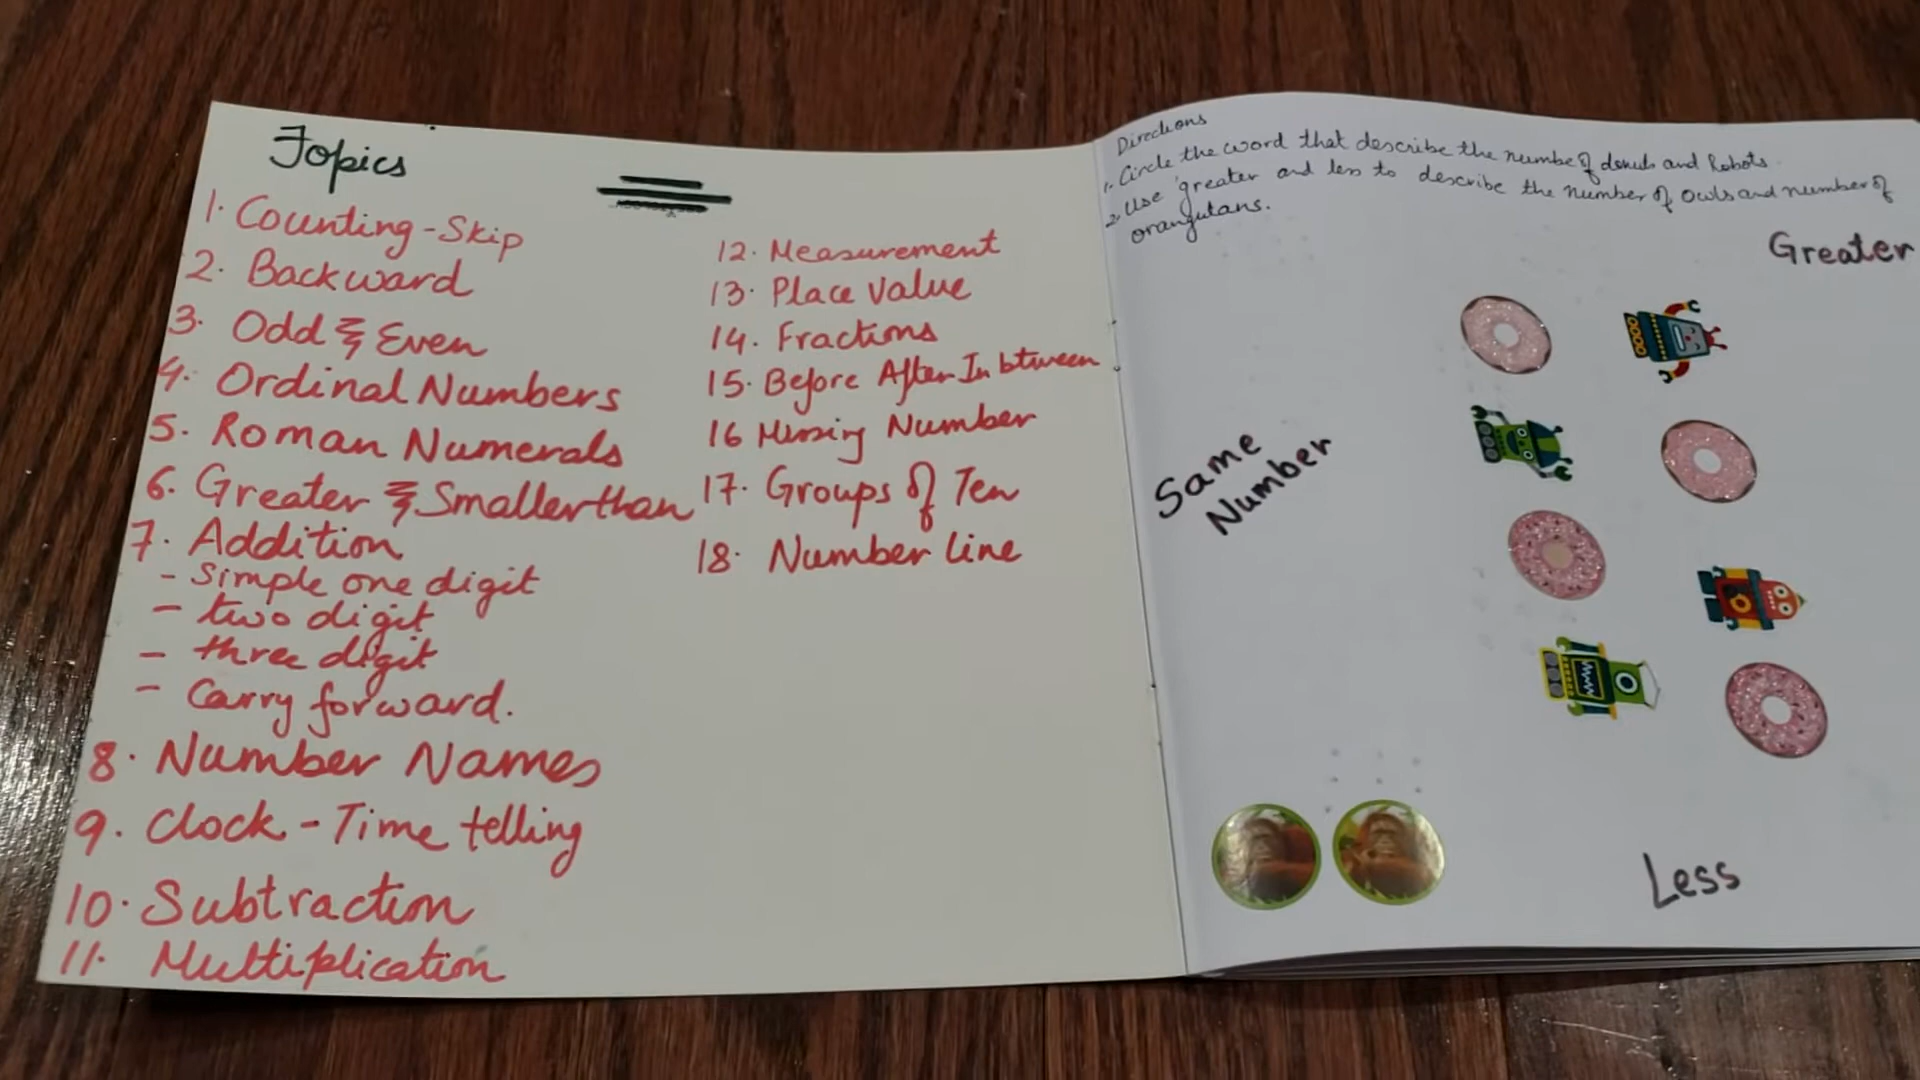 Topics
1. Counting - Skip
2. Backward
3. Odd & Even
4. Ordinal Numbers
5. Roman Numerals
6. Greater & Smaller than
7. Addition
- Simple one digit
- two digit
- three digit
- Carry forward.
8. Number Names
9. Clock - Time telling
10. Subtraction
11. Multiplication
12. Measurement
13. Place Value
14. Fractions
15. Before After In btween
16 Missing Number
17. Groups of Ten
18. Number line
Directions
1. Circle the word that describe the numbe of donuts and Robots.
2. Use greater and less to describe the number of Owls and number of
orangutans.
Greater
Same
Number
Less